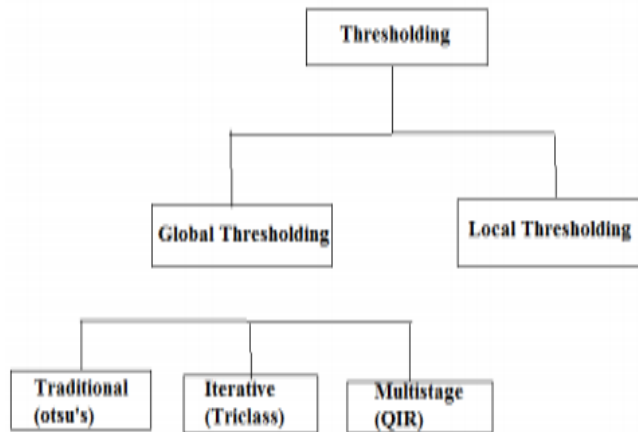 Thresholding
Global Thresholding
Local Thresholding
Traditional
(otsu's)
Iterative
(Triclass)
Multistage
(QIR)